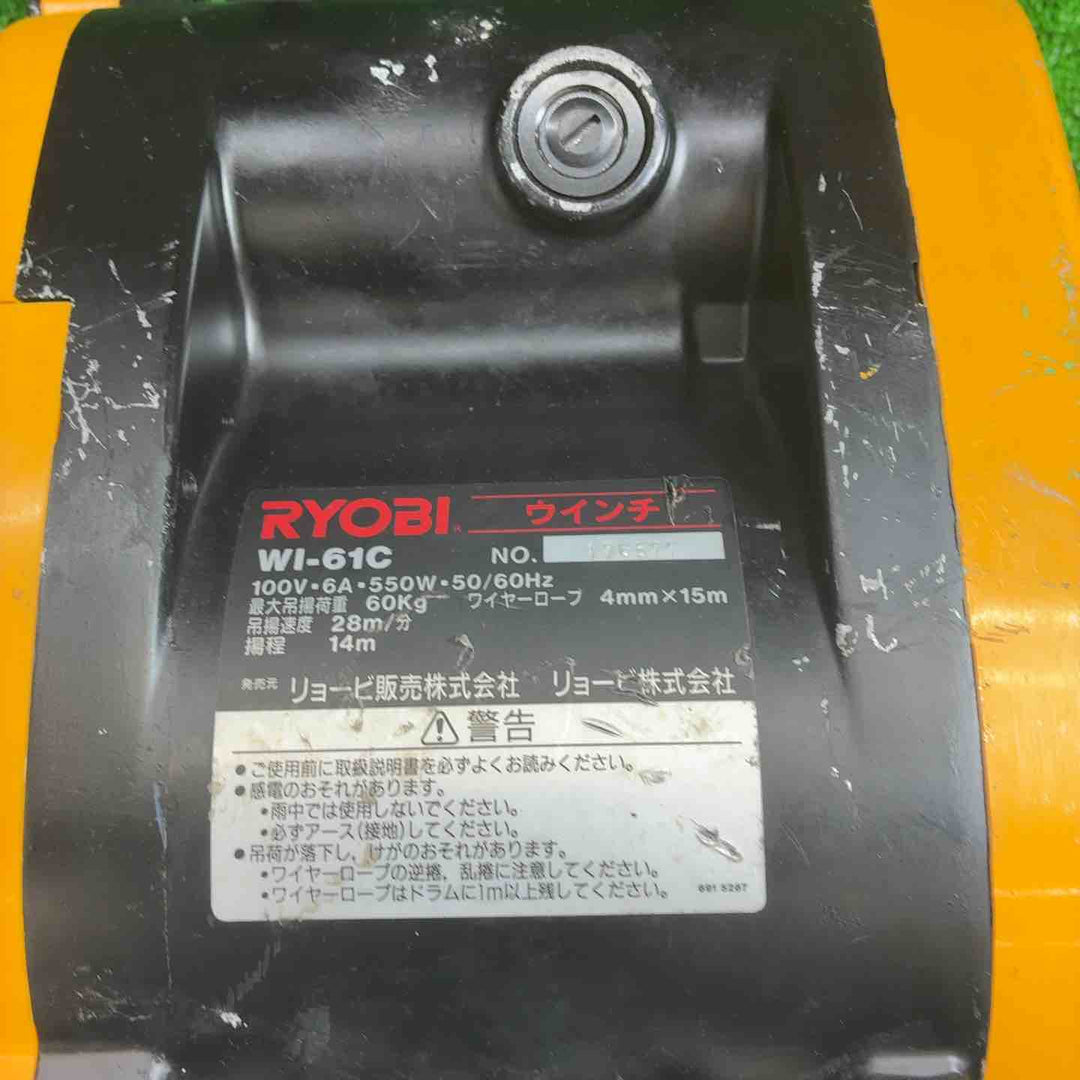 RYOBI ウインチ
WI-61C NO.
100V・6A・550W・50/60Hz
最大吊揚荷重 60Kg ワイヤーロープ 4mm×15m
吊揚速度 28m/分
揚程 14m
発売元 リョービ販売株式会社 リョービ株式会社
⚠警告
●ご使用前に取扱説明書を必ずよくお読みください。
●感電のおそれがあります。
•雨中では使用しないでください。
•必ずアース(接地)してください。
●吊荷が落下し、けがのおそれがあります。
•ワイヤーロープの逆捲、乱捲に注意してください。
•ワイヤーロープはドラムに1m以上残してください。
691 5267